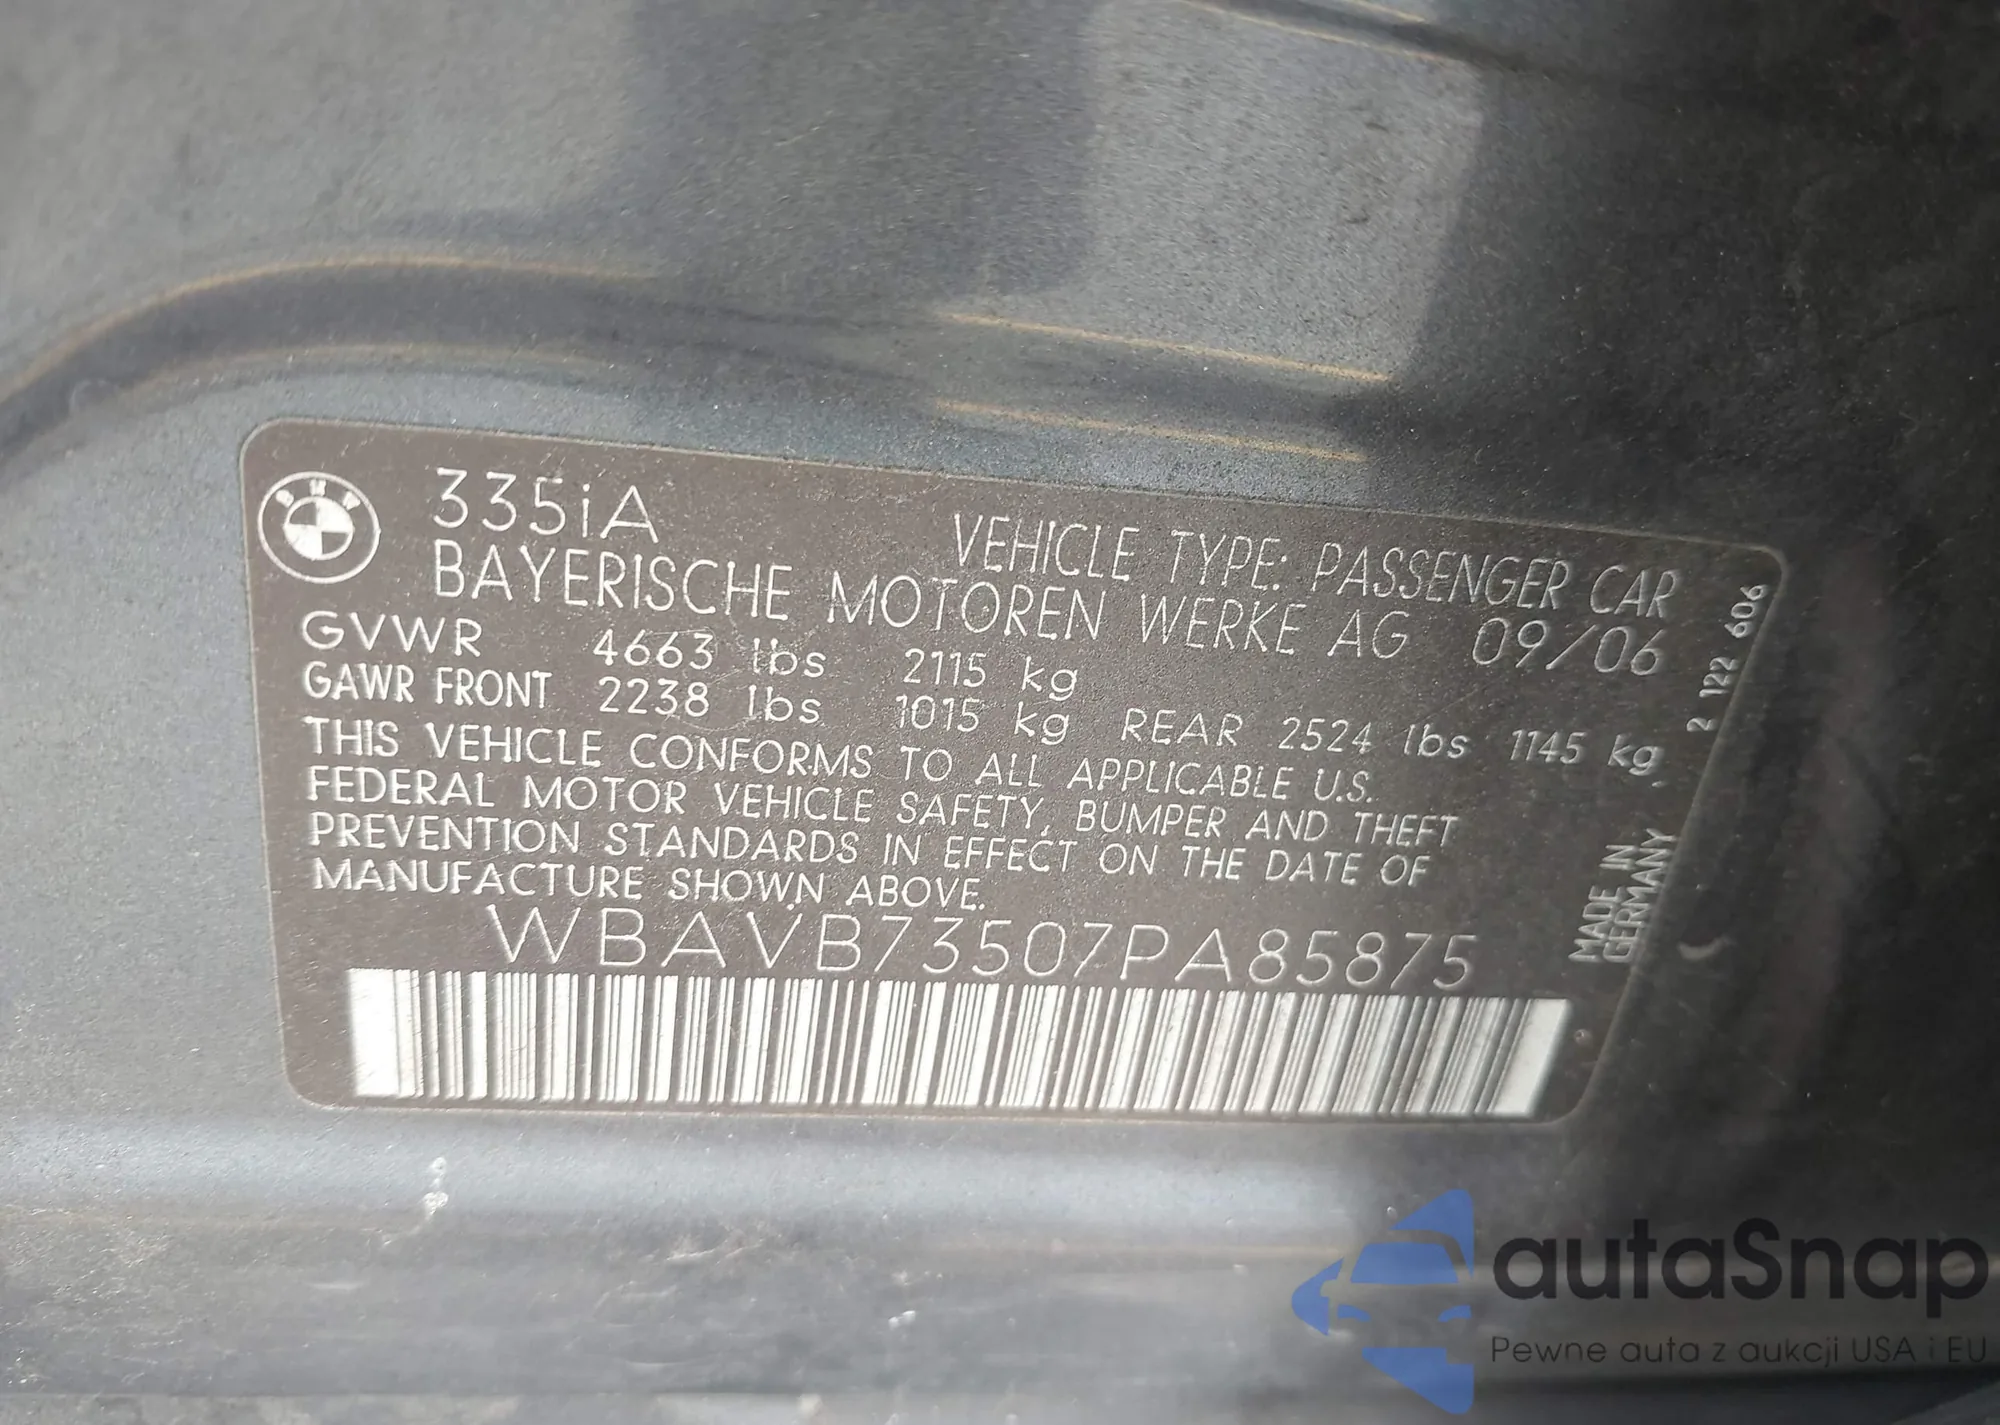 BMW
335iA
VEHICLE TYPE: PASSENGER CAR
BAYERISCHE MOTOREN WERKE AG 09/06
GVWR 4663 lbs 2115 kg
GAWR FRONT 2238 lbs 1015 kg REAR 2524 lbs 1145 kg
THIS VEHICLE CONFORMS TO ALL APPLICABLE U.S.
FEDERAL MOTOR VEHICLE SAFETY, BUMPER AND THEFT
PREVENTION STANDARDS IN EFFECT ON THE DATE OF
MANUFACTURE SHOWN ABOVE.
WBAVB73507PA85875
2 122 606
MADE IN
GERMANY
autaSnap
Pewne auta z aukcji USA i EU